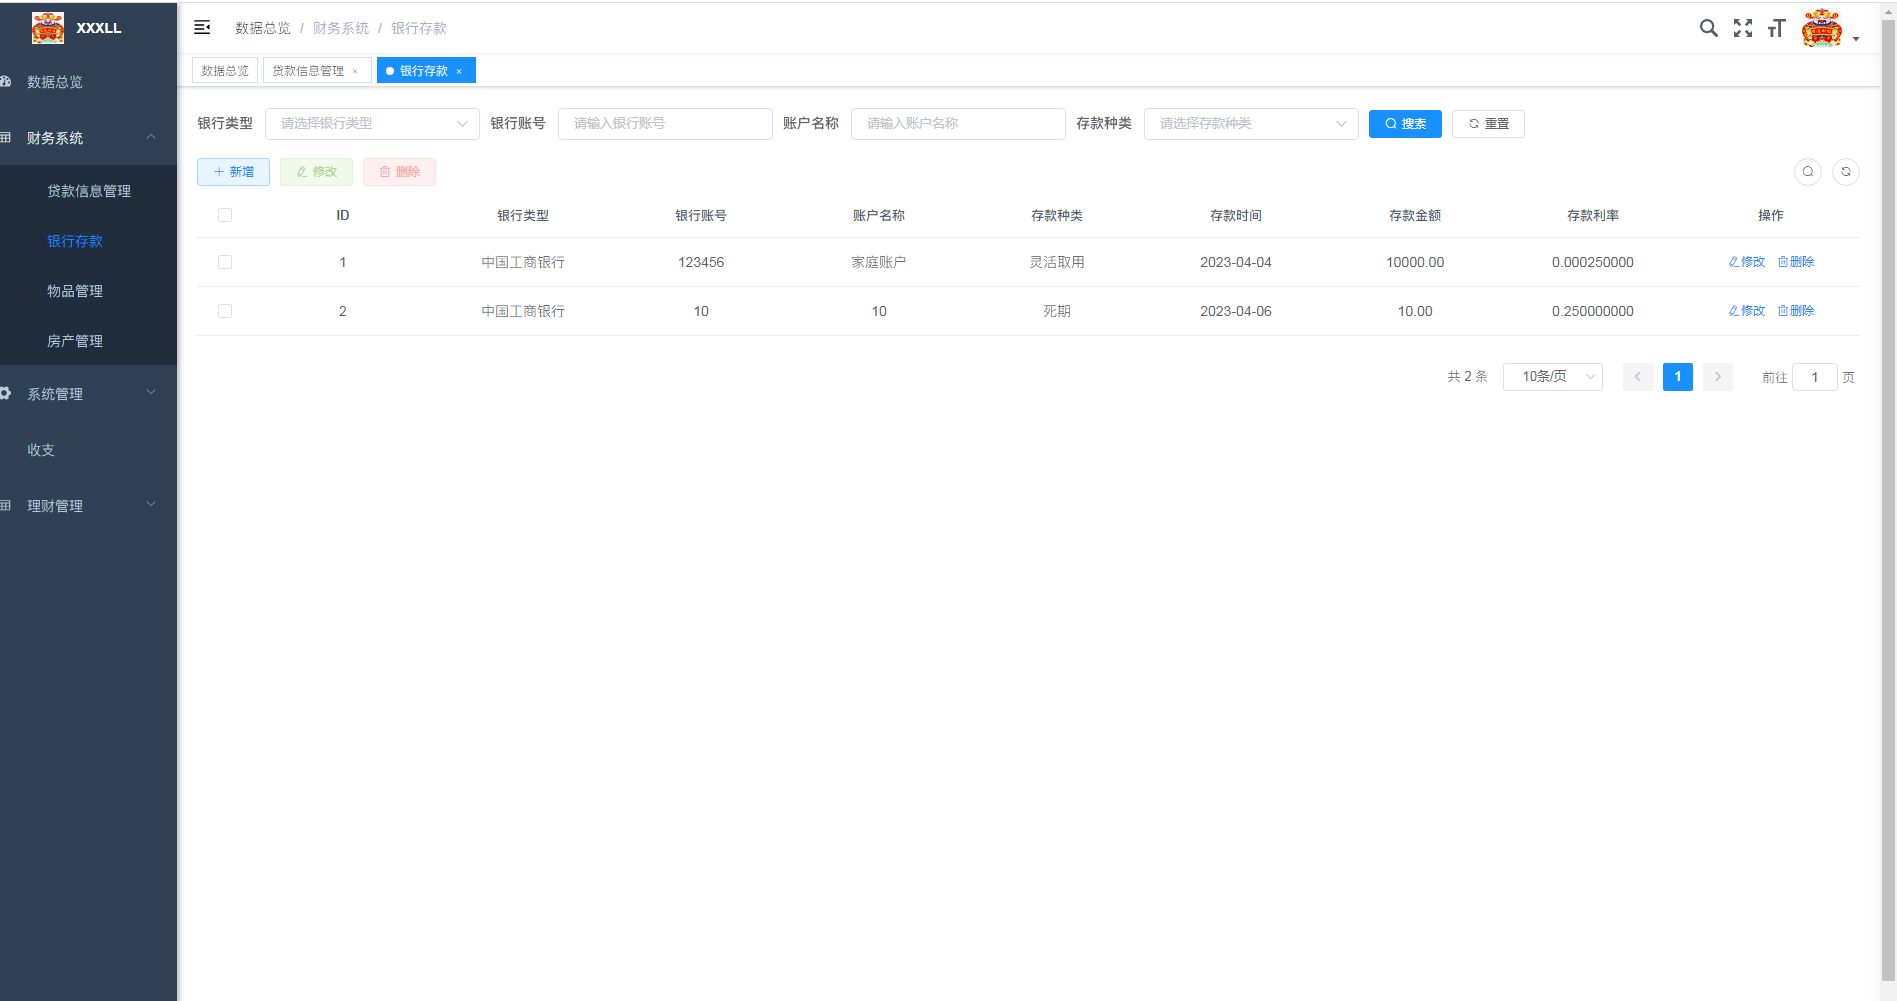 XXXLL
数据总览
财务系统
贷款信息管理
银行存款
物品管理
房产管理
系统管理
收支
理财管理
数据总览 / 财务系统 / 银行存款
数据总览 贷款信息管理 × 银行存款 ×
银行类型 请选择银行类型 银行账号 请输入银行账号 账户名称 请输入账户名称 存款种类 请选择存款种类 搜索 重置
新增 修改 删除
ID 银行类型 银行账号 账户名称 存款种类 存款时间 存款金额 存款利率 操作
1 中国工商银行 123456 家庭账户 灵活取用 2023-04-04 10000.00 0.000250000 修改 删除
2 中国工商银行 10 10 死期 2023-04-06 10.00 0.250000000 修改 删除
共 2 条 10条/页 1 前往 1 页